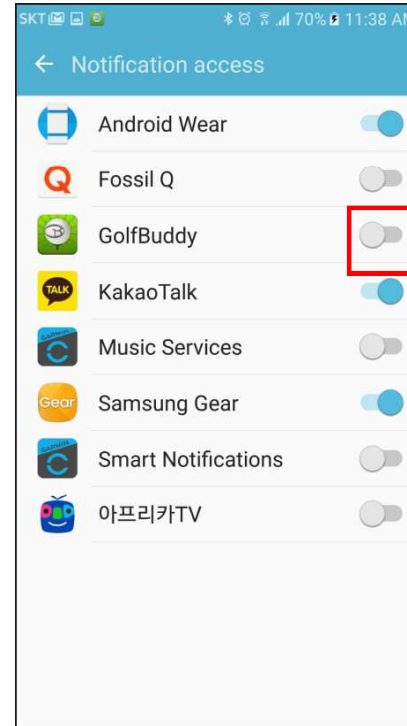 SKT 70% 11:38 AM
Notification access
Android Wear
Q Fossil Q
GolfBuddy
TALK KakaoTalk
Music Services
Gear Samsung Gear
Smart Notifications
아프리카TV